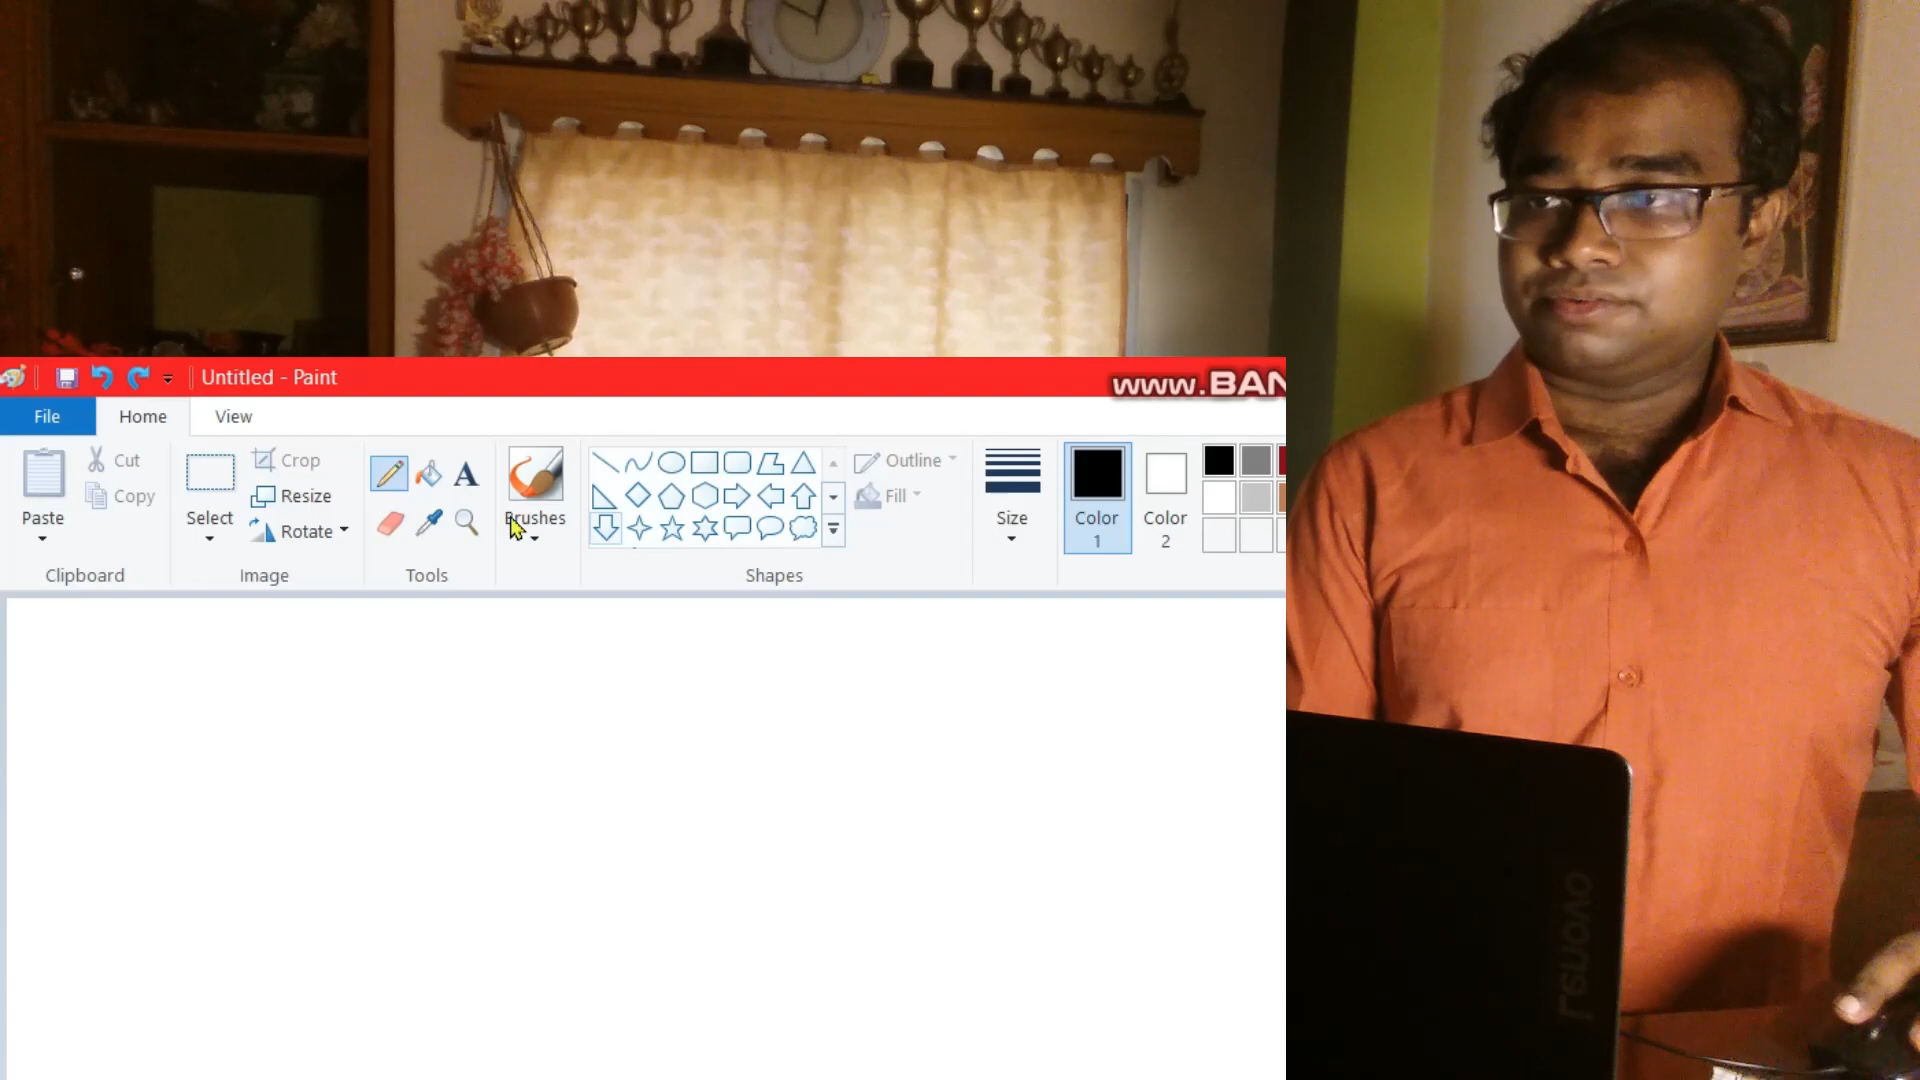 Untitled - Paint
www.BAN
File Home View
Cut
Copy
Paste
Clipboard
Select
Crop
Resize
Rotate
Image
A
Tools
Brushes
Shapes
Outline
Fill
Size
Color
1
Color
2
lenovo